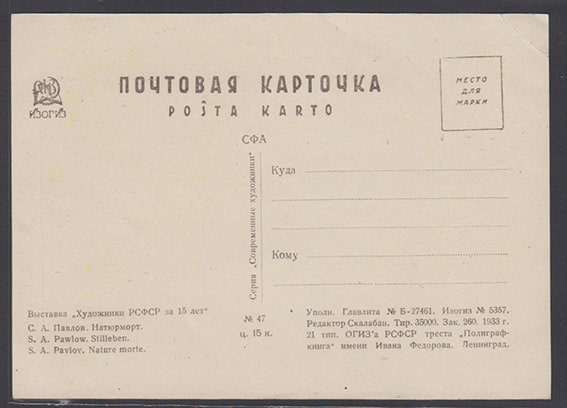 ПОЧТОВАЯ КАРТОЧКА
POŜTA KARTO
ИЗОГИЗ
МЕСТО
ДЛЯ
МАРКИ
СФА
Серия „Современные художники"
Куда
Кому
Выставка „Художники РСФСР за 15 лет"
С. А. Павлов. Натюрморт.
S. A. Pawlow. Stilleben.
S. A. Pavlov. Nature morte.
№ 47
ц. 15 к.
Уполн. Главлита № Б-27461. Изогиз № 5357.
Редактор Скалабан. Тир. 35000. Зак. 260. 1933 г.
21 тип. ОГИЗ'а РСФСР треста „Полиграф-
книга" имени Ивана Федорова. Ленинград.